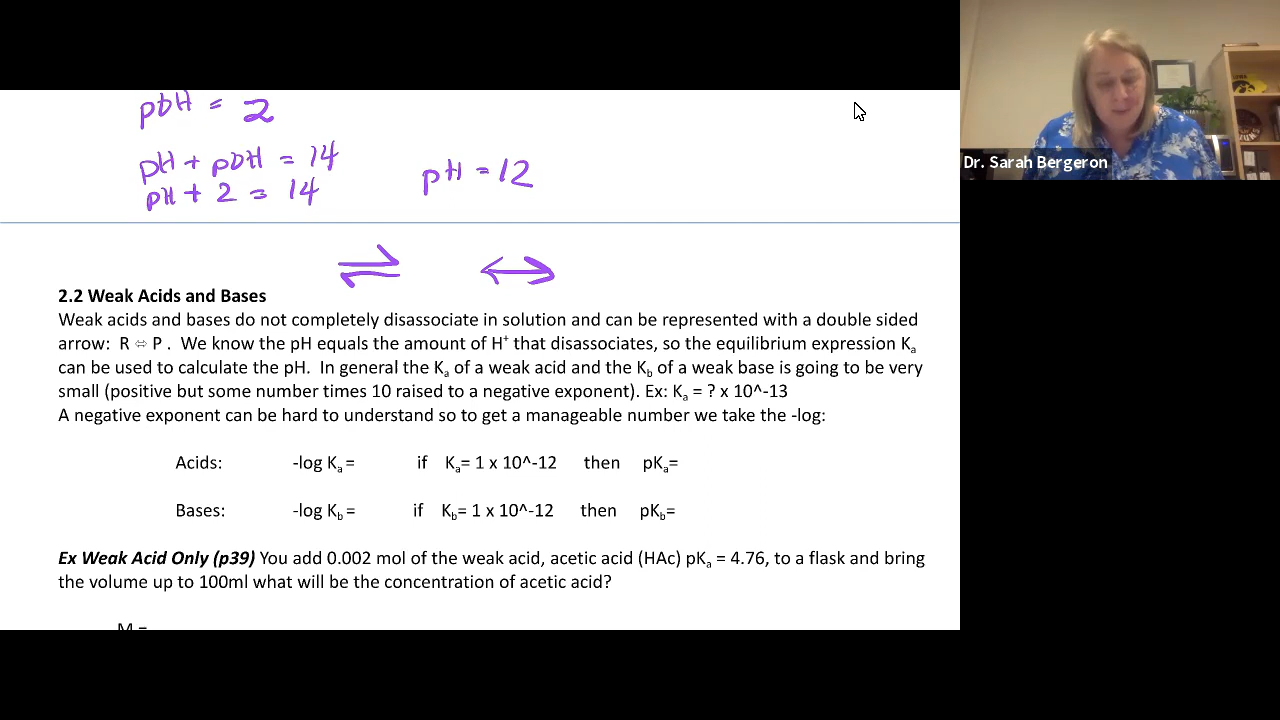 pOH = 2
pH + pOH = 14
pH + 2 = 14
pH = 12
Dr. Sarah Bergeron
IOWA
⇌ ↔
2.2 Weak Acids and Bases
Weak acids and bases do not completely disassociate in solution and can be represented with a double sided
arrow: R ⇔ P . We know the pH equals the amount of H⁺ that disassociates, so the equilibrium expression Kₐ
can be used to calculate the pH. In general the Kₐ of a weak acid and the K_b of a weak base is going to be very
small (positive but some number times 10 raised to a negative exponent). Ex: Kₐ = ? x 10^-13
A negative exponent can be hard to understand so to get a manageable number we take the -log:
Acids: -log Kₐ = if Kₐ= 1 x 10^-12 then pKₐ=
Bases: -log K_b = if K_b= 1 x 10^-12 then pK_b=
Ex Weak Acid Only (p39) You add 0.002 mol of the weak acid, acetic acid (HAc) pKₐ = 4.76, to a flask and bring
the volume up to 100ml what will be the concentration of acetic acid?
M =